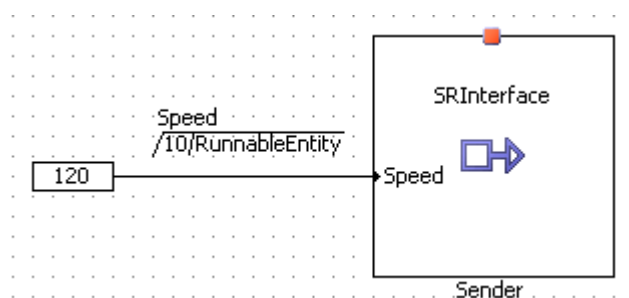 SRInterface
Speed
/10/RunnableEntity
120
Speed
Sender